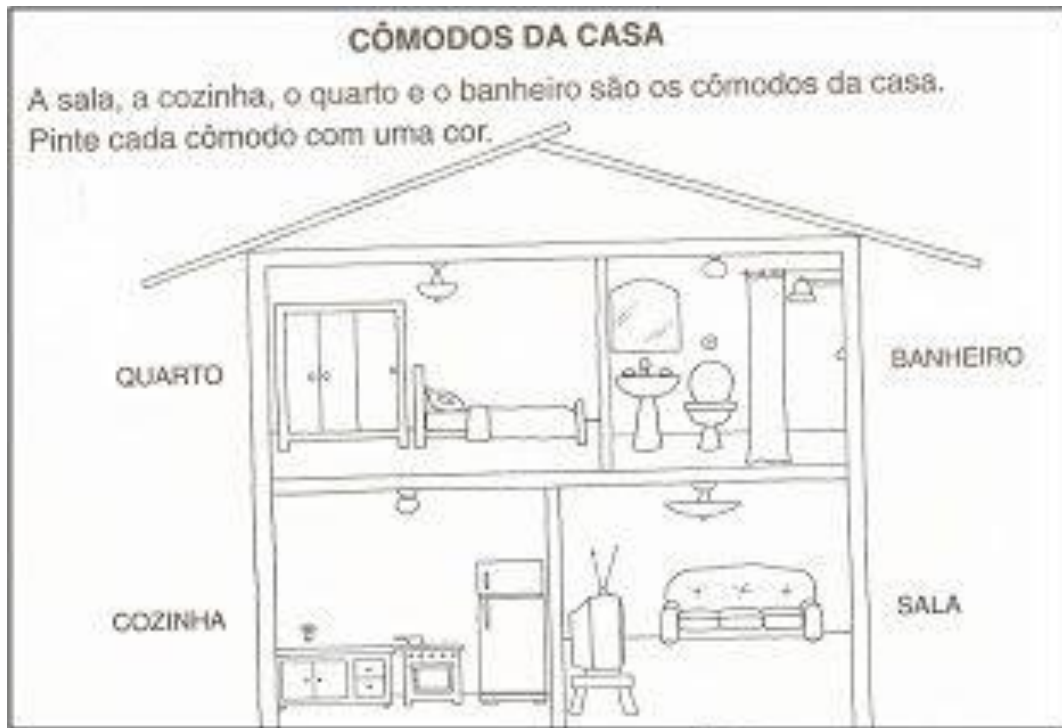 CÔMODOS DA CASA
A sala, a cozinha, o quarto e o banheiro são os cômodos da casa.
Pinte cada cômodo com uma cor.
QUARTO
BANHEIRO
COZINHA
SALA